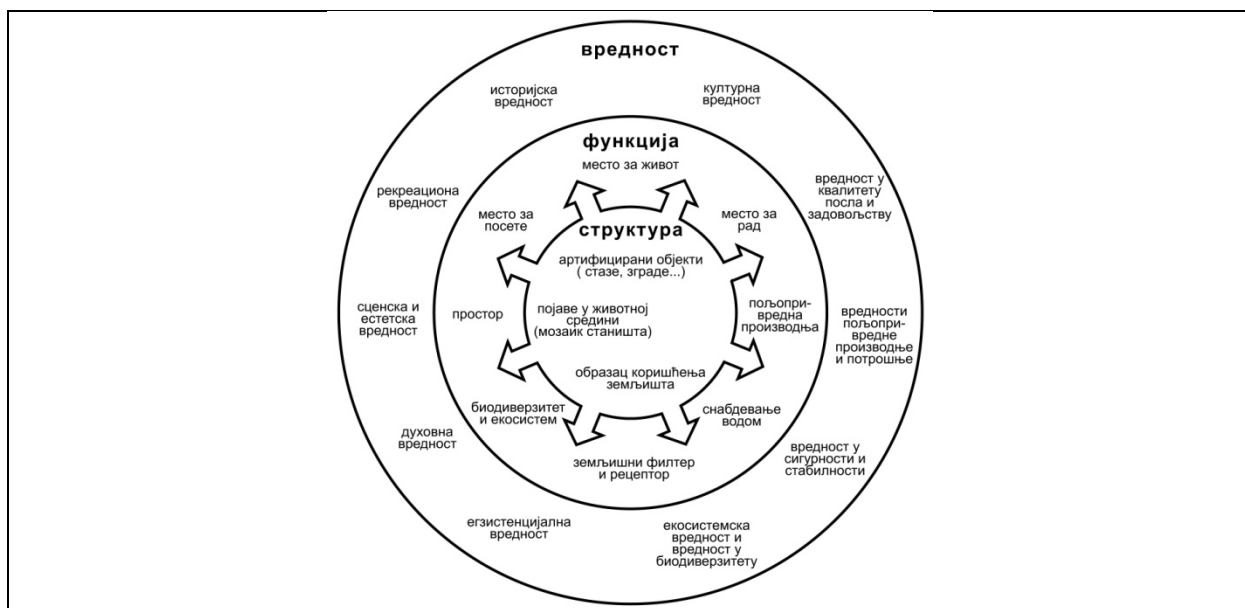 вредност
историјска
вредност
културна
вредност
рекреациона
вредност
вредност у
квалитету
посла и
задовољству
сценска и
естетска
вредност
вредности
пољопри-
вредне
производње
и потрошње
духовна
вредност
вредност у
сигурности и
стабилности
егзистенцијална
вредност
екосистемска
вредност и
вредност у
биодиверзитету
функција
место за живот
место за
посете
место за
рад
простор
пољопри-
вредна
производња
биодиверзитет
и екосистем
снабдевање
водом
земљишни филтер
и рецептор
структура
артифицирани објекти
( стазе, зграде...)
појаве у животној
средини
(мозаик станишта)
образац коришћења
земљишта